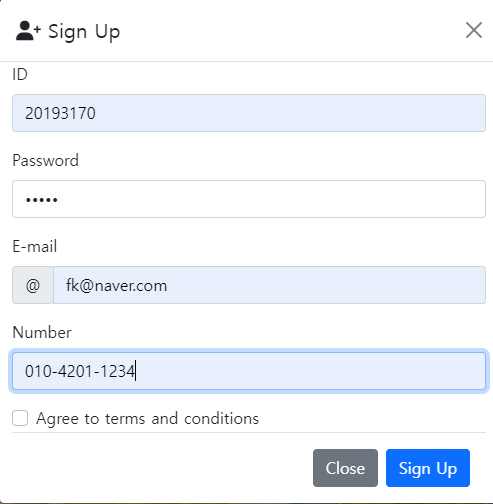 Sign Up
ID
20193170
Password
•••••
E-mail
@ fk@naver.com
Number
010-4201-1234
Agree to terms and conditions
Close Sign Up